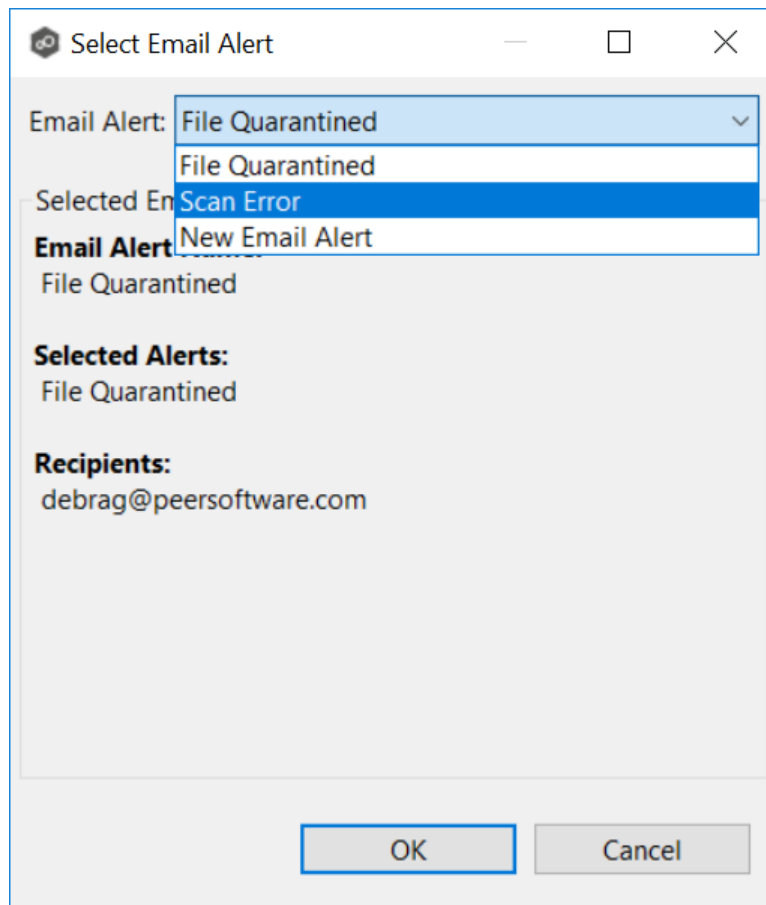 Select Email Alert
Email Alert: File Quarantined
File Quarantined
Selected Em Scan Error
Email Alert New Email Alert
File Quarantined
Selected Alerts:
File Quarantined
Recipients:
debrag@peersoftware.com
OK Cancel